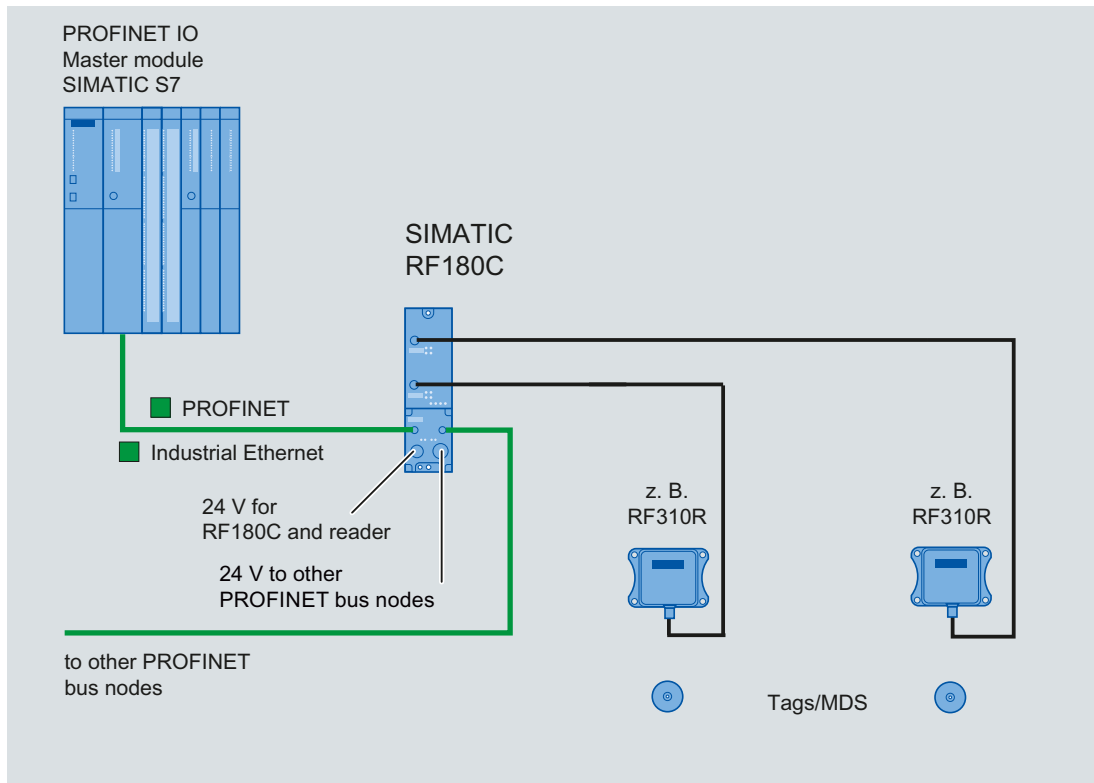 PROFINET IO
Master module
SIMATIC S7
SIMATIC
RF180C
PROFINET
Industrial Ethernet
24 V for
RF180C and reader
24 V to other
PROFINET bus nodes
to other PROFINET
bus nodes
z. B.
RF310R
z. B.
RF310R
Tags/MDS